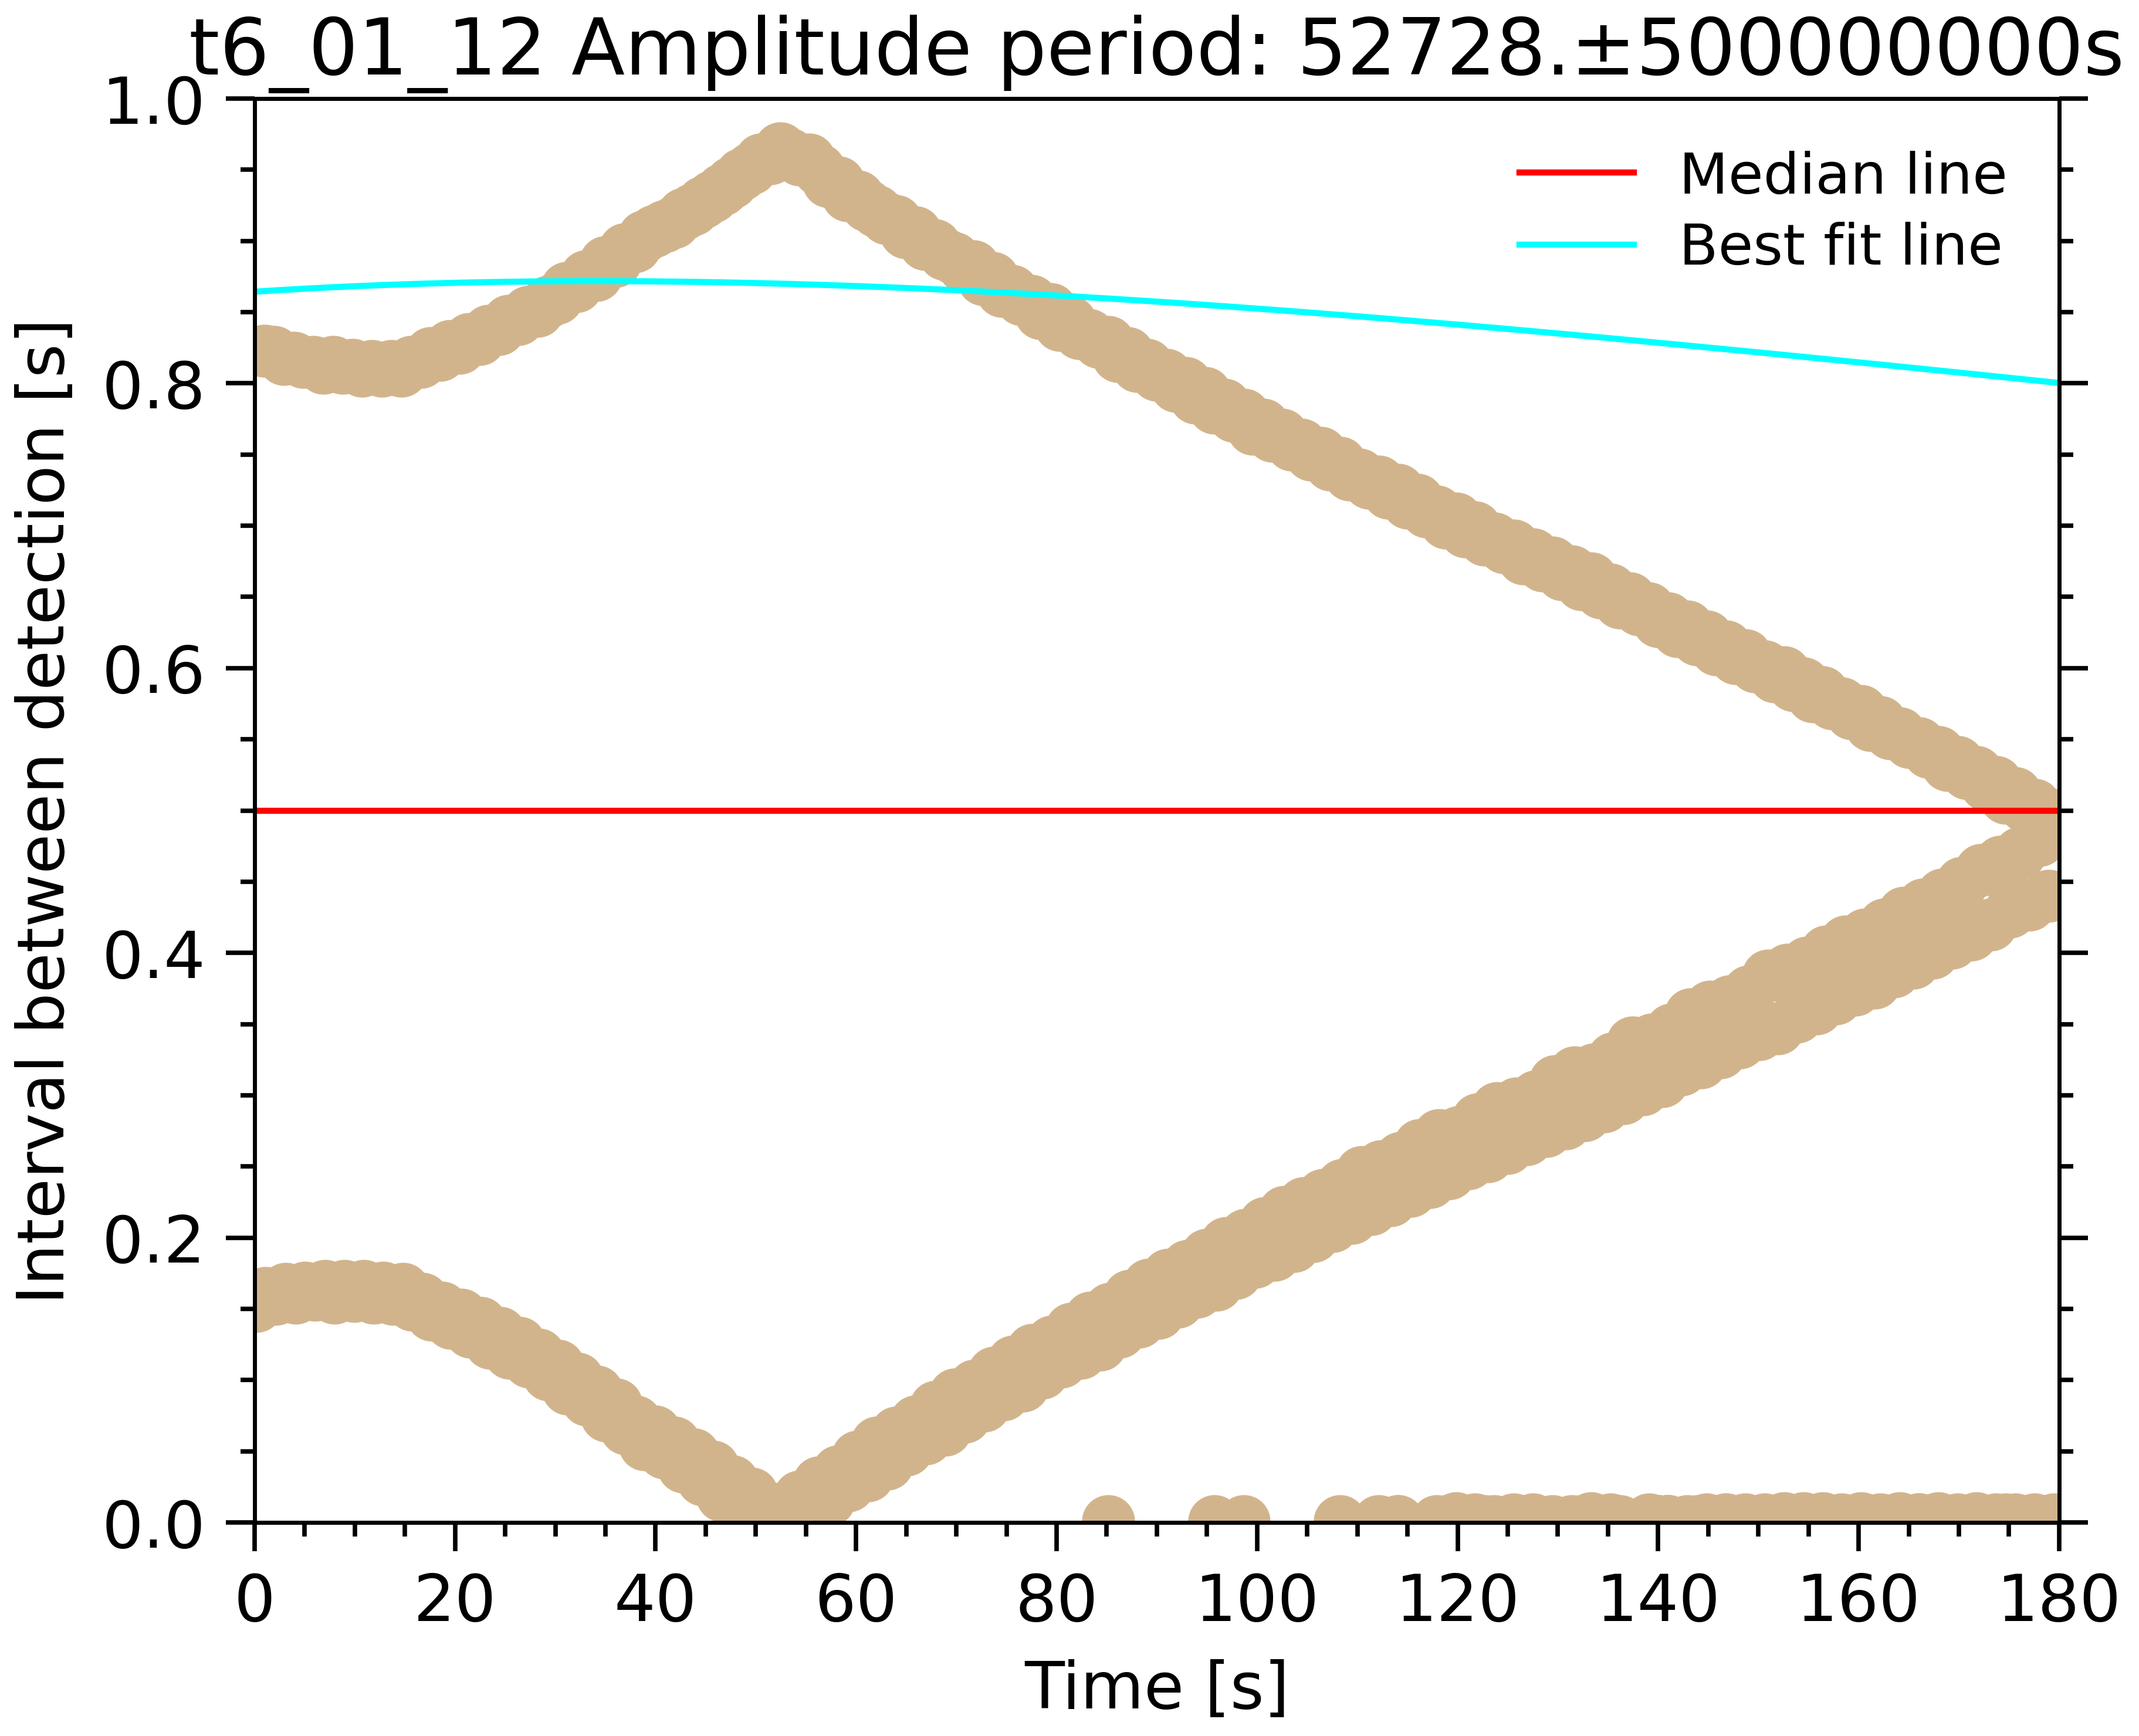 t6_01_12 Amplitude period: 52728.±500000000s
Median line
Best fit line
Interval between detection [s]
1.0
0.8
0.6
0.4
0.2
0.0
0 20 40 60 80 100 120 140 160 180
Time [s]